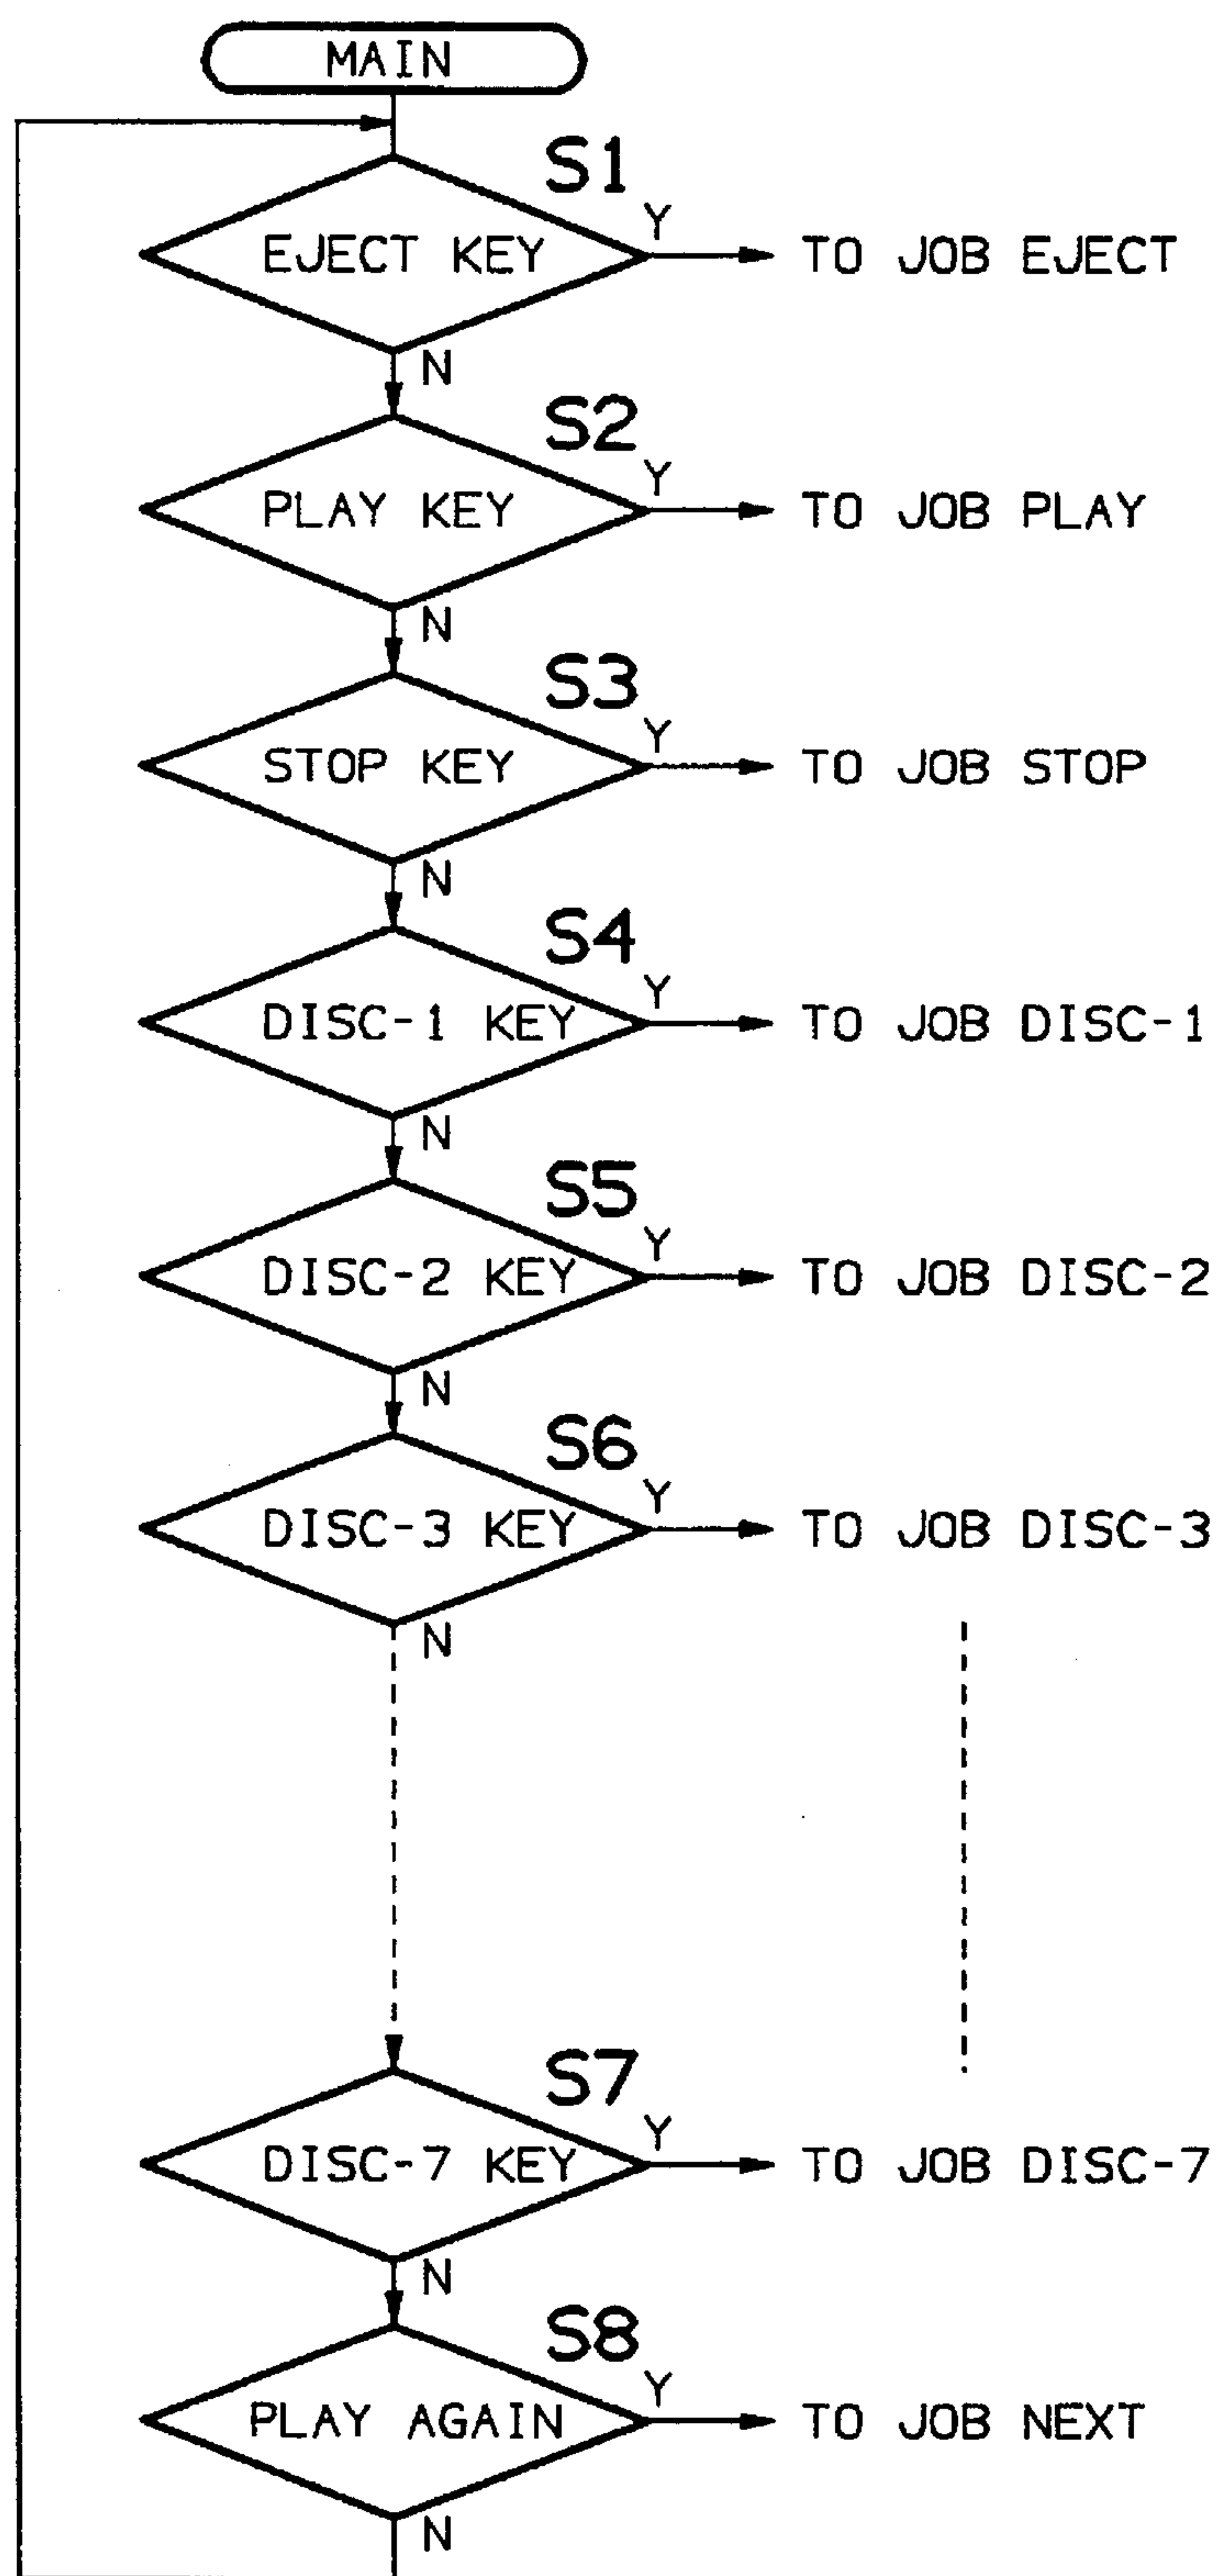 MAIN
S1
Y
EJECT KEY
TO JOB EJECT
N
S2
Y
PLAY KEY
TO JOB PLAY
N
S3
Y
STOP KEY
TO JOB STOP
N
S4
Y
DISC-1 KEY
TO JOB DISC-1
N
S5
Y
DISC-2 KEY
TO JOB DISC-2
N
S6
Y
DISC-3 KEY
TO JOB DISC-3
N
S7
Y
DISC-7 KEY
TO JOB DISC-7
N
S8
Y
PLAY AGAIN
TO JOB NEXT
N